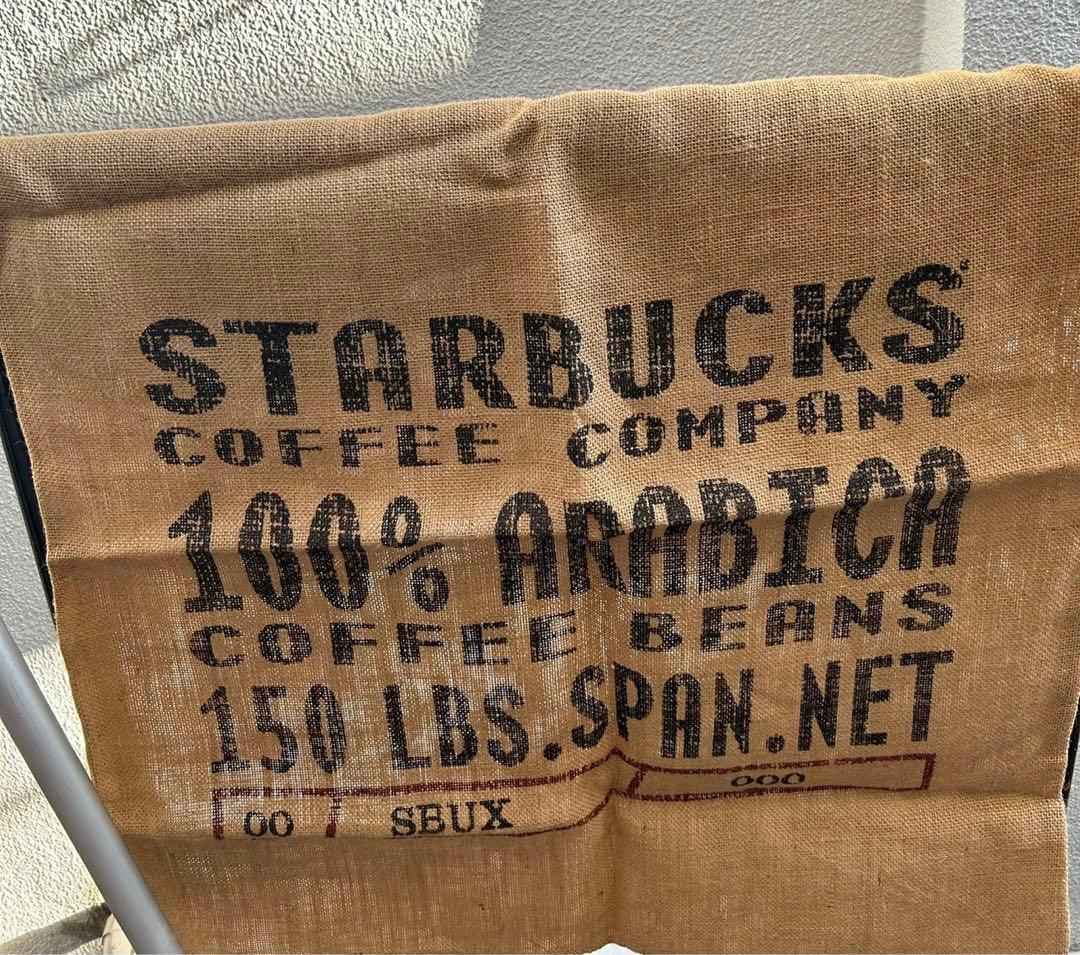 STARBUCKS
COFFEE COMPANY
100% ARABICA
COFFEE BEANS
150 LBS.SPAN.NET
00 SBUX 000